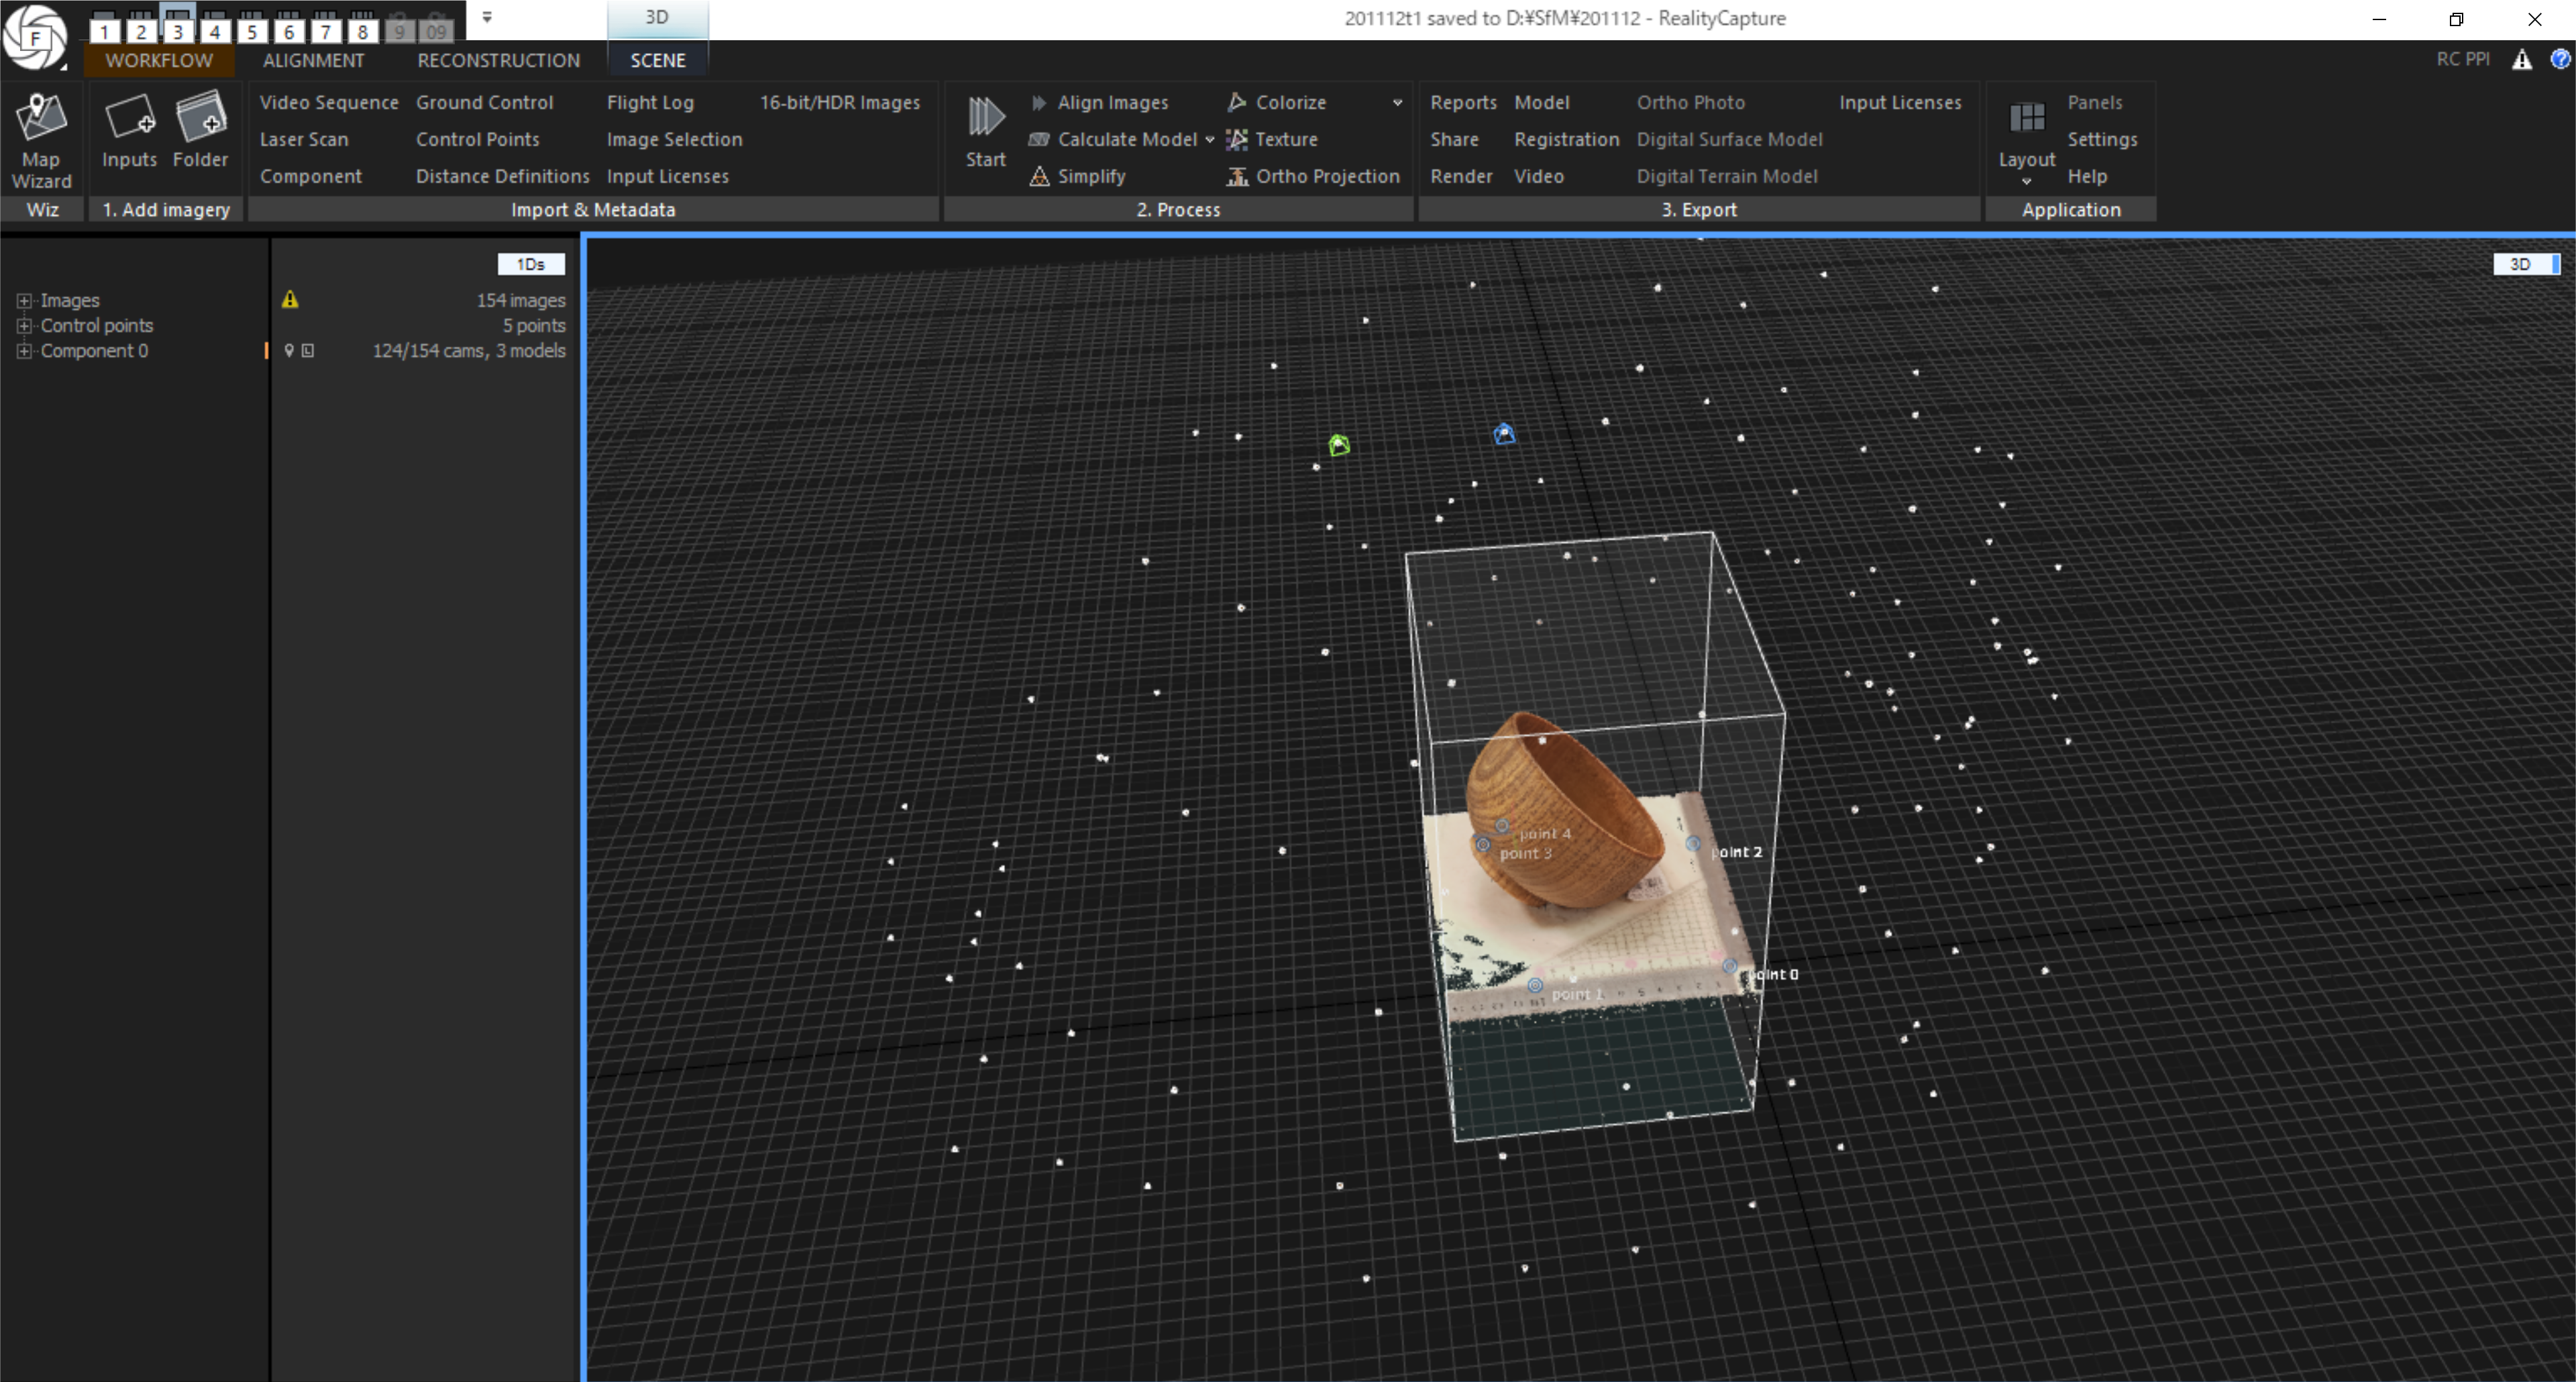 3D
201112t1 saved to D:¥SfM¥201112 - RealityCapture
F
1 2 3 4 5 6 7 8 9 09
WORKFLOW ALIGNMENT RECONSTRUCTION SCENE
RC PPI
Map Wizard
Wiz
Inputs Folder
1. Add imagery
Video Sequence Ground Control Flight Log 16-bit/HDR Images
Laser Scan Control Points Image Selection
Component Distance Definitions Input Licenses
Import & Metadata
Start
Align Images Colorize
Calculate Model Texture
Simplify Ortho Projection
2. Process
Reports Model Ortho Photo Input Licenses
Share Registration Digital Surface Model
Render Video Digital Terrain Model
3. Export
Layout
Panels
Settings
Help
Application
1Ds
Images 154 images
Control points 5 points
Component 0 124/154 cams, 3 models
3D
point 4
point 3
point 2
point 0
point 1